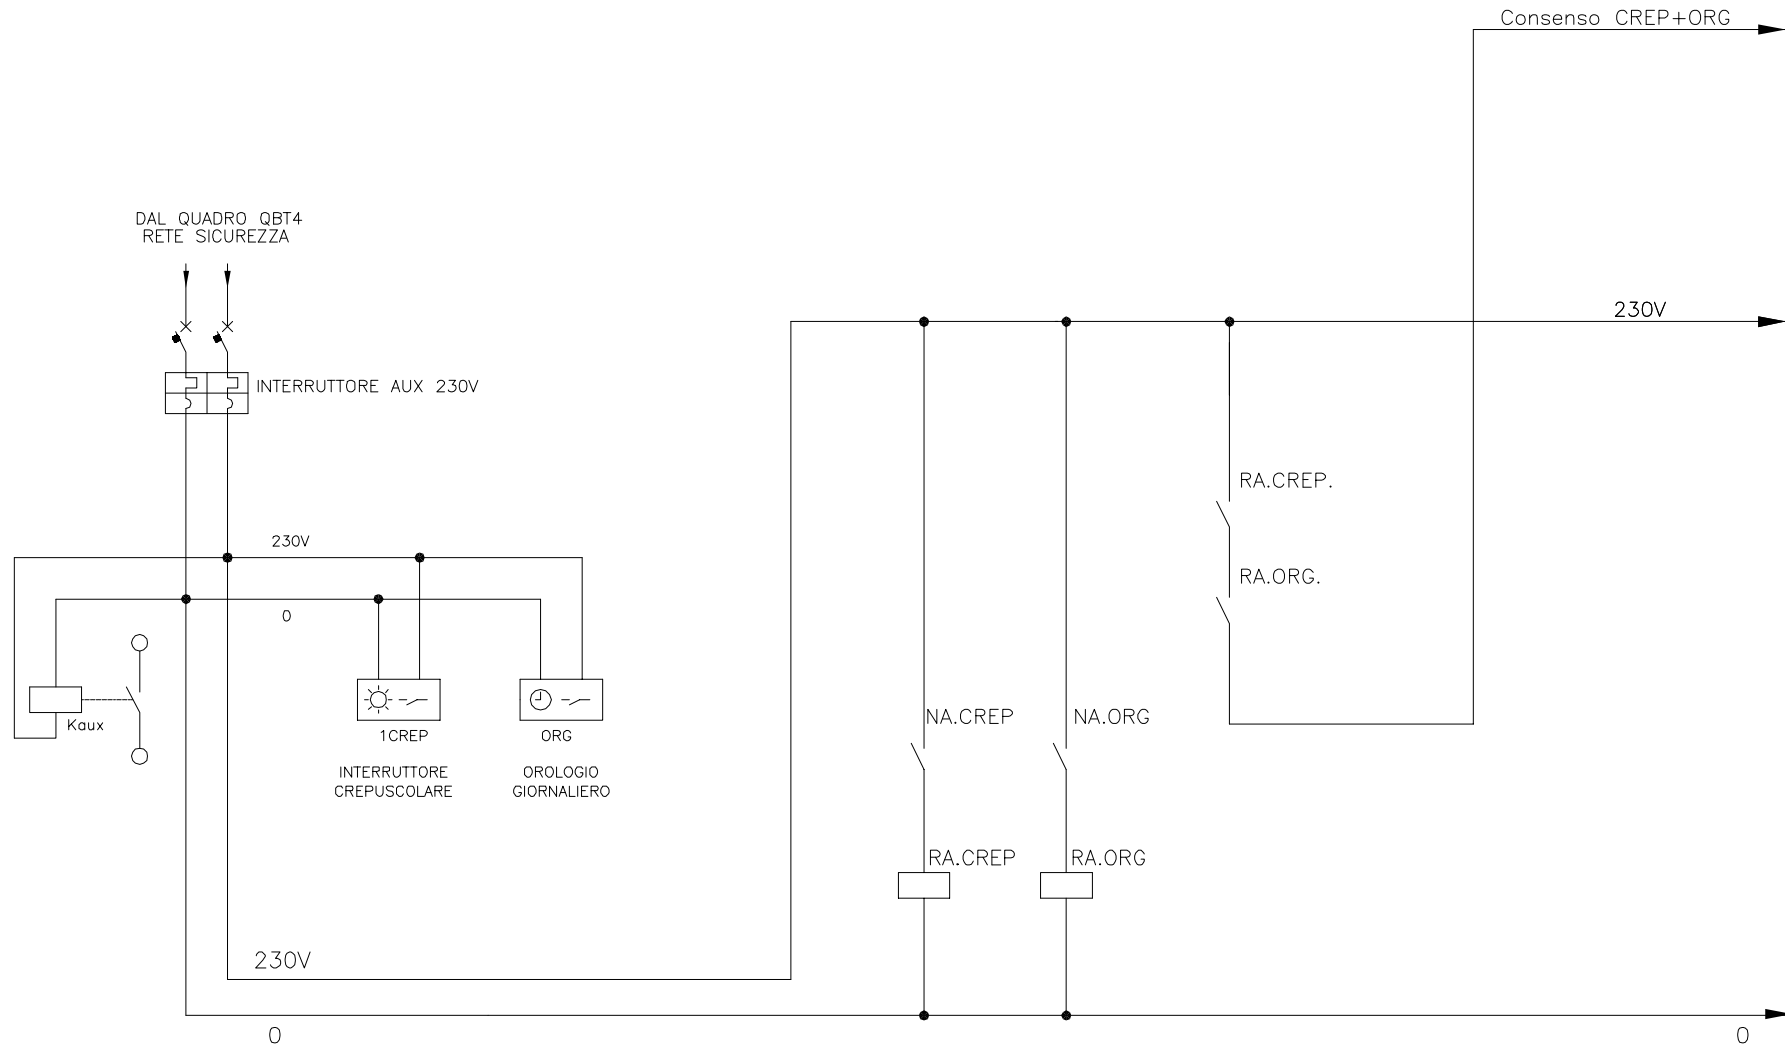 Consenso CREP+ORG
DAL QUADRO QBT4
RETE SICUREZZA
230V
INTERRUTTORE AUX 230V
RA.CREP.
230V
RA.ORG.
0
Kaux
NA.CREP
NA.ORG
1CREP
ORG
INTERRUTTORE
CREPUSCOLARE
OROLOGIO
GIORNALIERO
RA.CREP
RA.ORG
230V
0
0